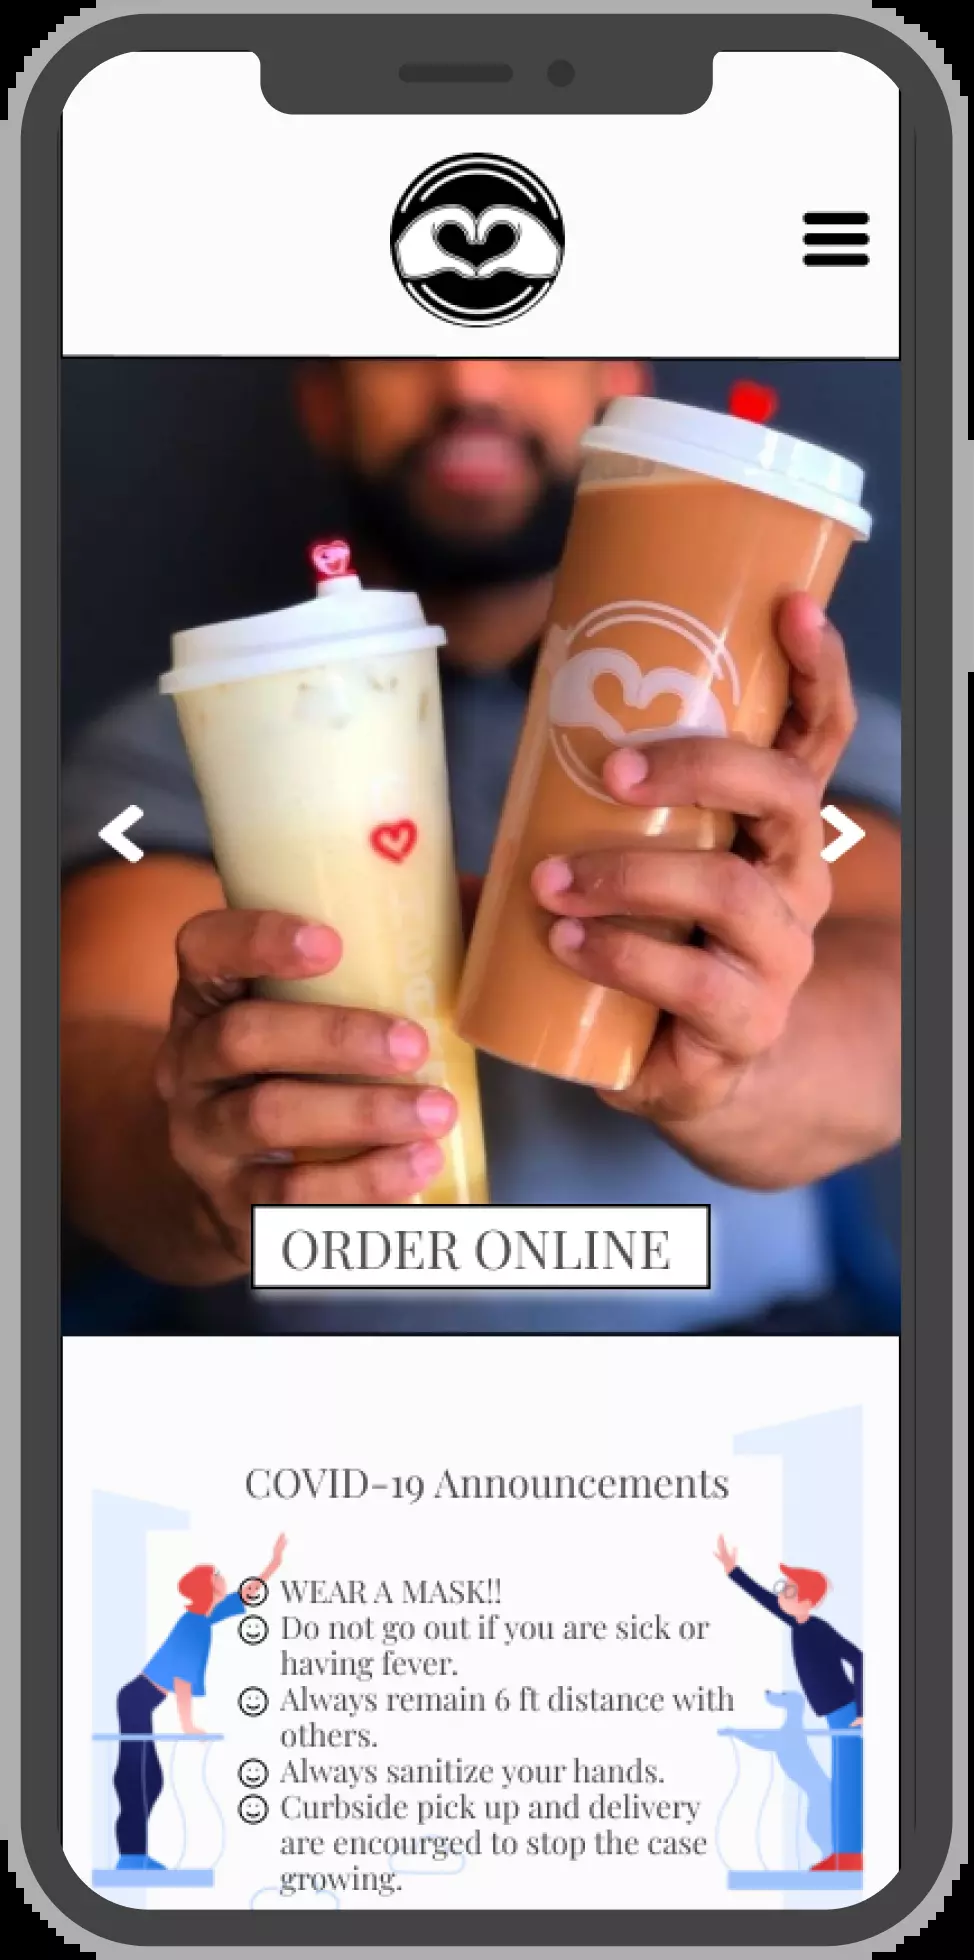 ORDER ONLINE
COVID-19 Announcements
WEAR A MASK!!
Do not go out if you are sick or
having fever.
Always remain 6 ft distance with
others.
Always sanitize your hands.
Curbside pick up and delivery
are encourged to stop the case
growing.